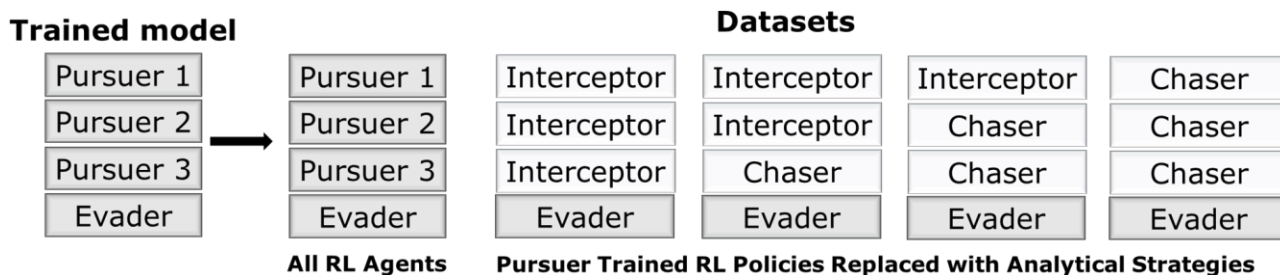 Datasets
Trained model
Pursuer 1 Pursuer 1 Interceptor Interceptor Interceptor Chaser
Pursuer 2 Pursuer 2 Interceptor Interceptor Chaser Chaser
Pursuer 3 Pursuer 3 Interceptor Chaser Chaser Chaser
Evader Evader Evader Evader Evader Evader
All RL Agents Pursuer Trained RL Policies Replaced with Analytical Strategies